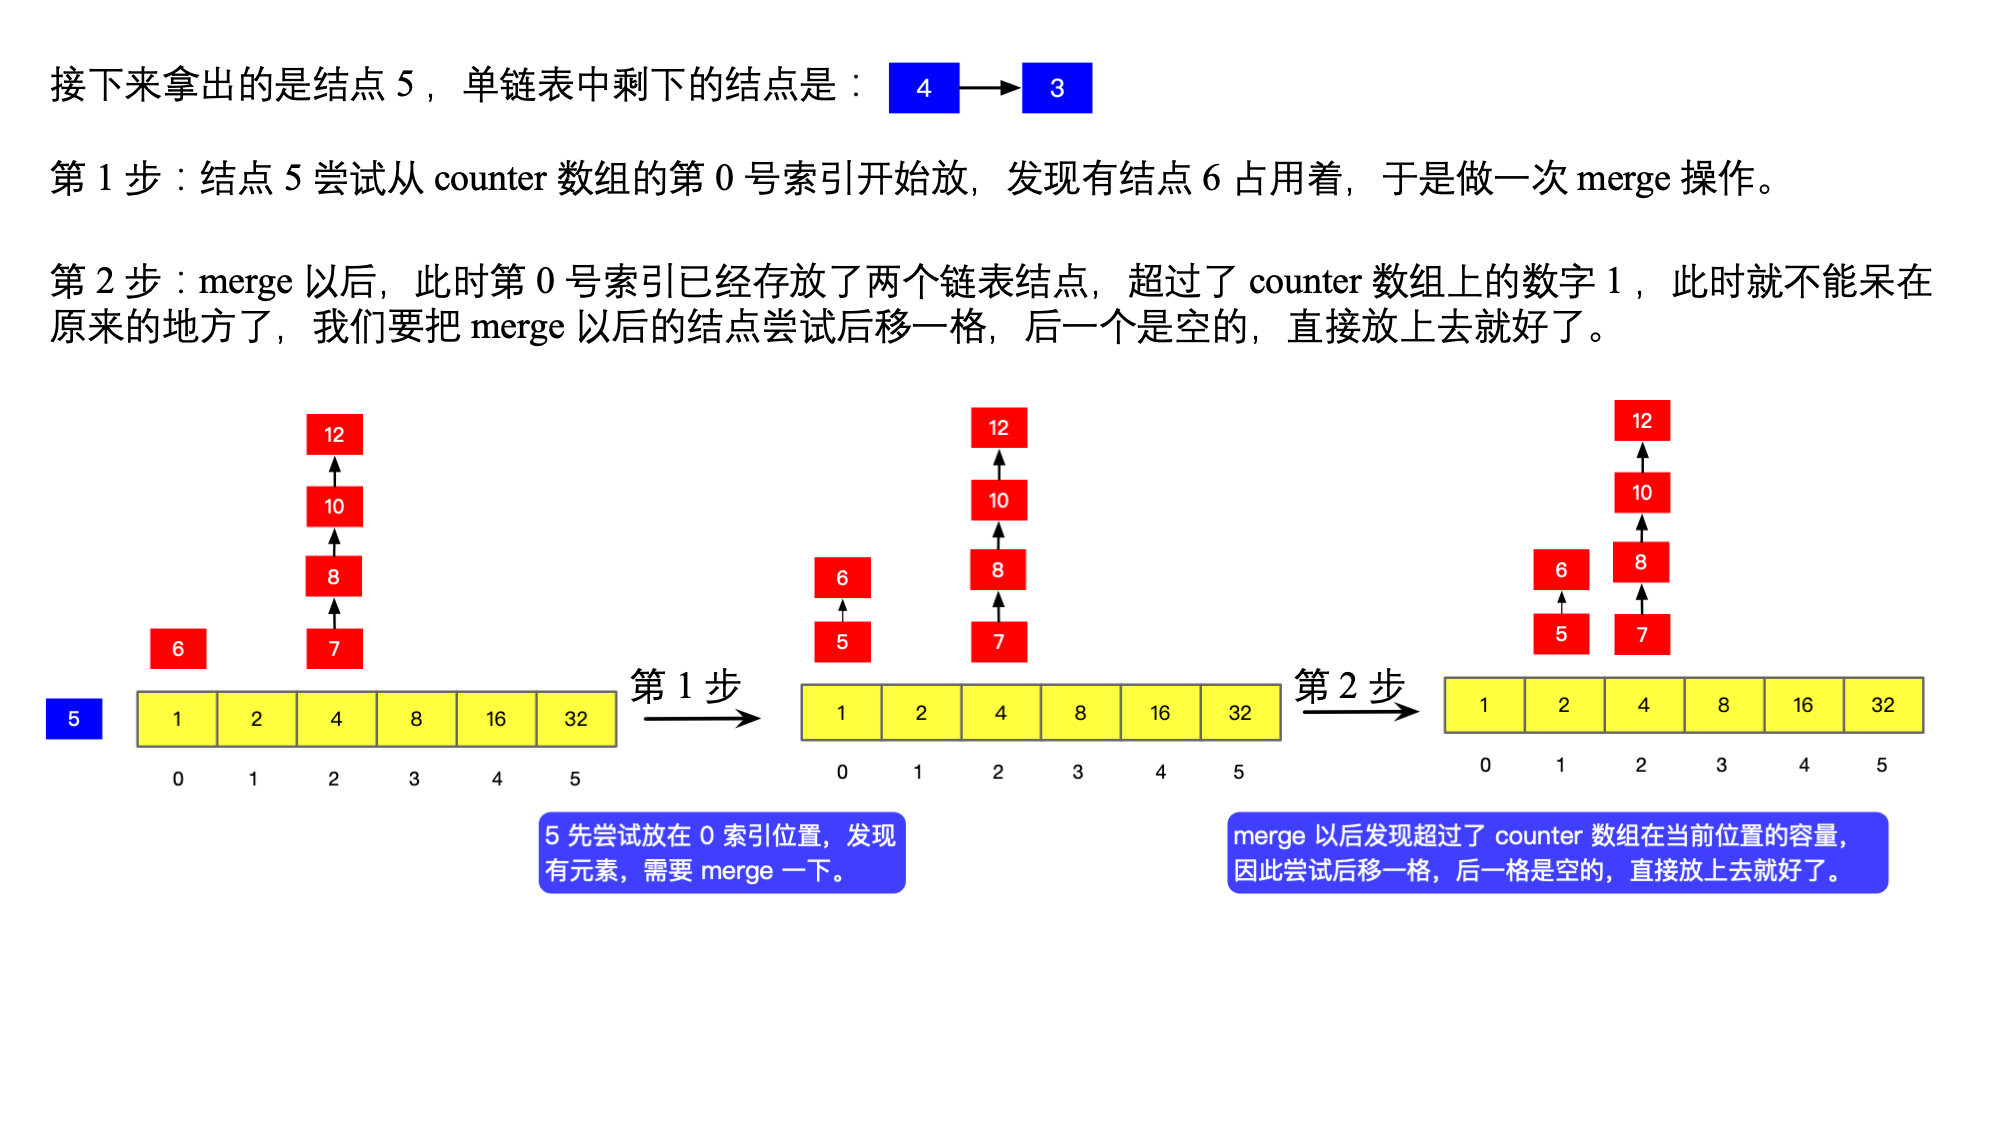 接下来拿出的是结点 5 ，单链表中剩下的结点是： 4 3
第 1 步：结点 5 尝试从 counter 数组的第 0 号索引开始放，发现有结点 6 占用着，于是做一次 merge 操作。
第 2 步：merge 以后，此时第 0 号索引已经存放了两个链表结点，超过了 counter 数组上的数字 1 ，此时就不能呆在
原来的地方了，我们要把 merge 以后的结点尝试后移一格，后一个是空的，直接放上去就好了。
12
10
8
6 7
5 1 2 4 8 16 32
0 1 2 3 4 5
第 1 步
12
10
6 8
5 7
1 2 4 8 16 32
0 1 2 3 4 5
第 2 步
12
10
6 8
5 7
1 2 4 8 16 32
0 1 2 3 4 5
5 先尝试放在 0 索引位置，发现
有元素，需要 merge 一下。
merge 以后发现超过了 counter 数组在当前位置的容量，
因此尝试后移一格，后一格是空的，直接放上去就好了。